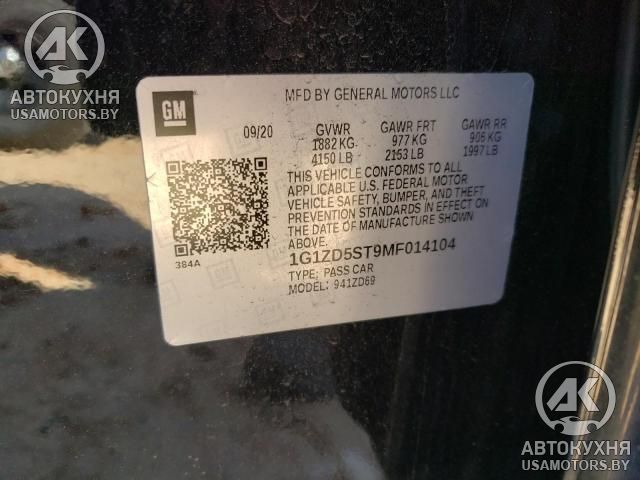 AK
АВТОКУХНЯ
USAMOTORS.BY
GM
MFD BY GENERAL MOTORS LLC
09/20 GVWR GAWR FRT GAWR RR
1882 KG 977 KG 906 KG
4150 LB 2153 LB 1997 LB
THIS VEHICLE CONFORMS TO ALL
APPLICABLE U.S. FEDERAL MOTOR
VEHICLE SAFETY, BUMPER, AND THEFT
PREVENTION STANDARDS IN EFFECT ON
THE DATE OF MANUFACTURE SHOWN
ABOVE.
384A
1G1ZD5ST9MF014104
TYPE: PASS CAR
MODEL: 941ZD69
AK
АВТОКУХНЯ
USAMOTORS.BY